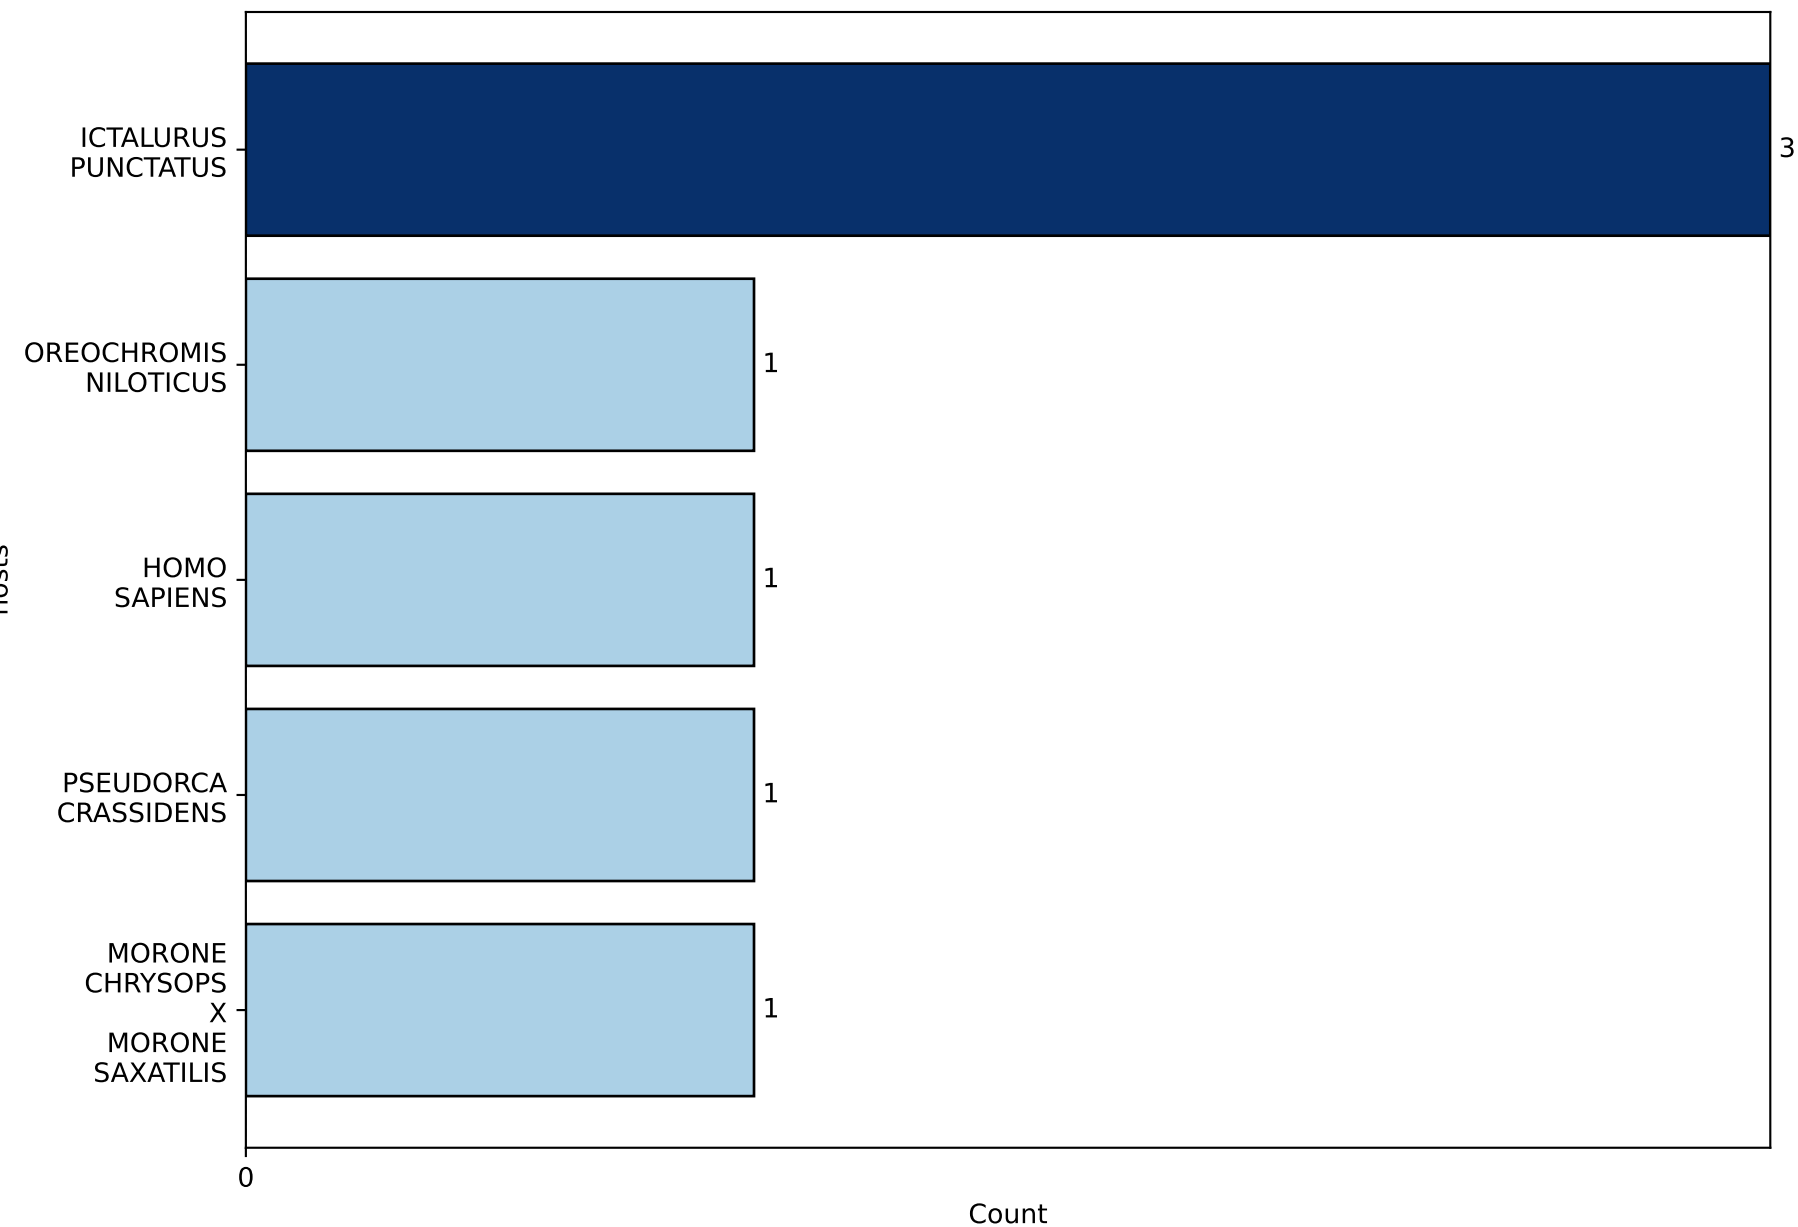 ICTALURUS
PUNCTATUS
3
OREOCHROMIS
NILOTICUS
1
HOMO
SAPIENS
1
PSEUDORCA
CRASSIDENS
1
MORONE
CHRYSOPS
X
MORONE
SAXATILIS
1
0
Count